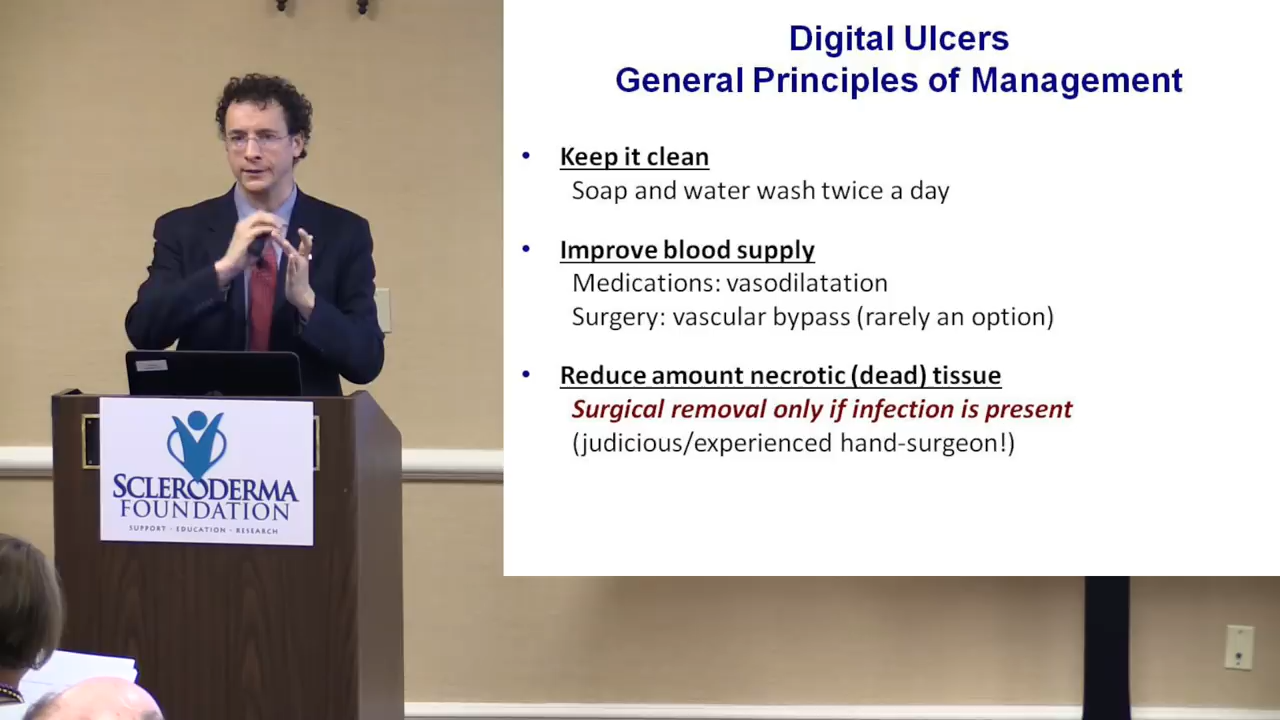 Digital Ulcers
General Principles of Management
• Keep it clean
Soap and water wash twice a day
• Improve blood supply
Medications: vasodilatation
Surgery: vascular bypass (rarely an option)
• Reduce amount necrotic (dead) tissue
Surgical removal only if infection is present
(judicious/experienced hand-surgeon!)
SCLERODERMA
FOUNDATION
SUPPORT - EDUCATION - RESEARCH